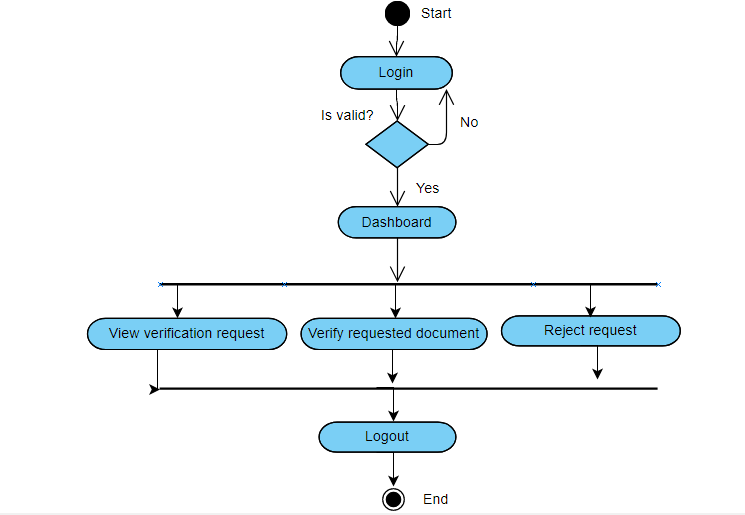 Start
Login
Is valid?
No
Yes
Dashboard
View verification request
Verify requested document
Reject request
Logout
End